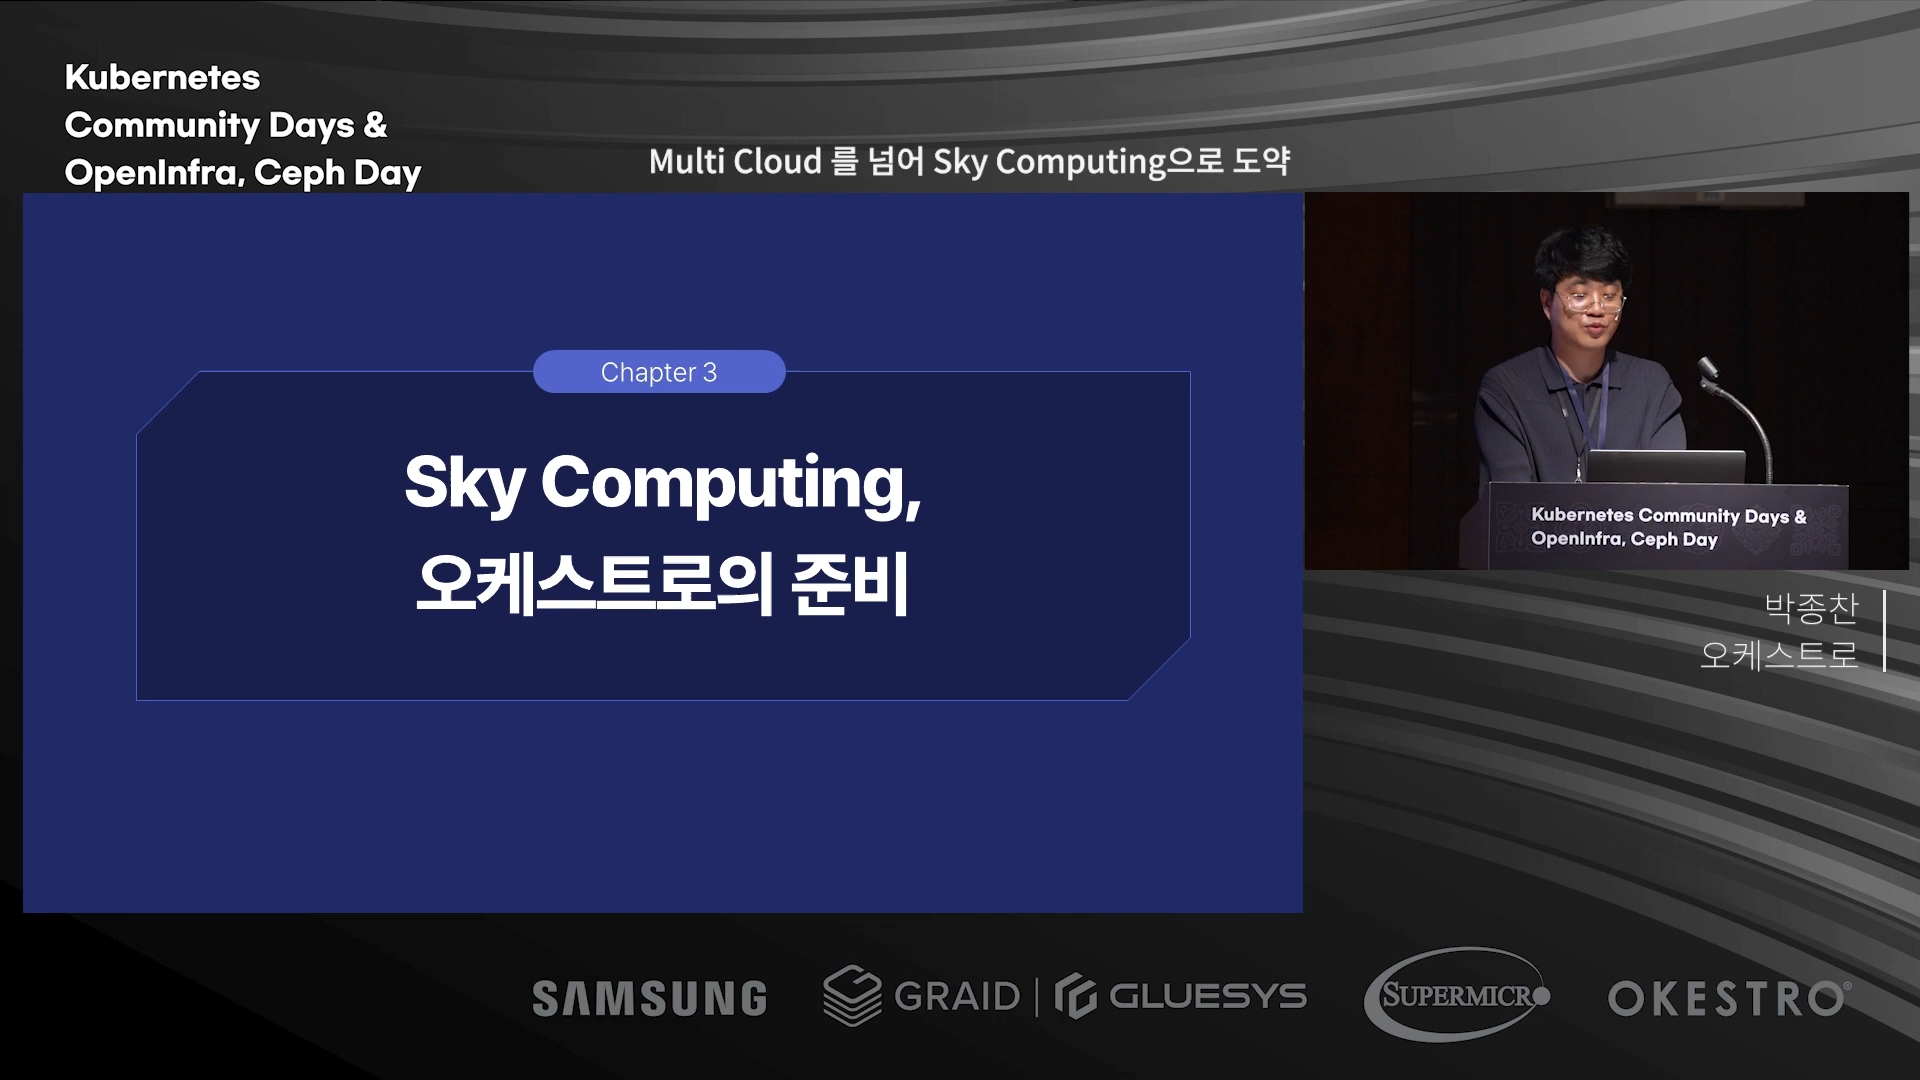 Kubernetes
Community Days &
OpenInfra, Ceph Day
Multi Cloud 를 넘어 Sky Computing으로 도약
Chapter 3
Sky Computing,
오케스트로의 준비
Kubernetes Community Days &
OpenInfra, Ceph Day
박종찬
오케스트로
SAMSUNG
GRAID
GLUESYS
SUPERMICRO
OKESTRO®